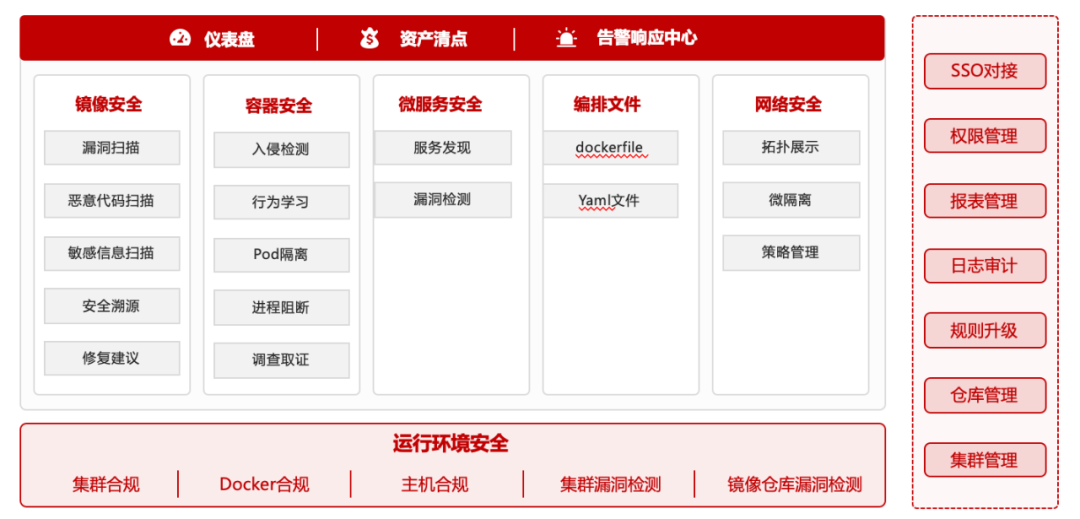 仪表盘
资产清点
告警响应中心
镜像安全
漏洞扫描
恶意代码扫描
敏感信息扫描
安全溯源
修复建议
容器安全
入侵检测
行为学习
Pod隔离
进程阻断
调查取证
微服务安全
服务发现
漏洞检测
编排文件
dockerfile
Yaml文件
网络安全
拓扑展示
微隔离
策略管理
运行环境安全
集群合规
Docker合规
主机合规
集群漏洞检测
镜像仓库漏洞检测
SSO对接
权限管理
报表管理
日志审计
规则升级
仓库管理
集群管理